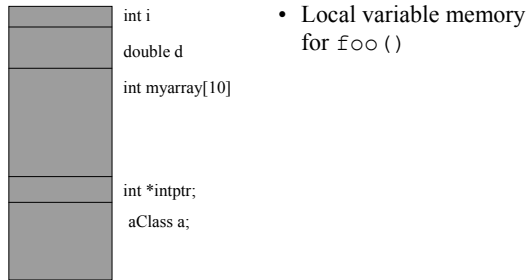 int i
double d
int myarray[10]
int *intptr;
aClass a;
• Local variable memory
for foo()